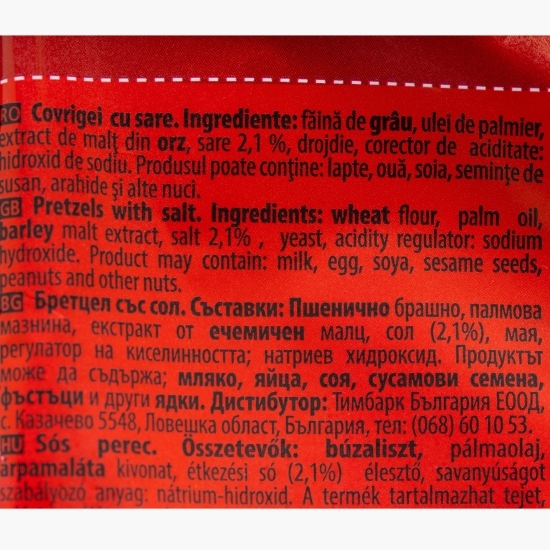 RO Covrigei cu sare. Ingrediente: făină de grâu, ulei de palmier,
extract de malţ din orz, sare 2,1 %, drojdie, corector de aciditate:
hidroxid de sodiu. Produsul poate conţine: lapte, ouă, soia, seminţe de
susan, arahide şi alte nuci.
GB Pretzels with salt. Ingredients: wheat flour, palm oil,
barley malt extract, salt 2,1% , yeast, acidity regulator: sodium
hydroxide. Product may contain: milk, egg, soya, sesame seeds,
peanuts and other nuts.
BG Бретцел със сол. Съставки: Пшенично брашно, палмова
мазнина, екстракт от ечемичен малц, сол (2,1%), мая,
регулатор на киселинността; натриев хидроксид. Продуктът
може да съдържа; мляко, яйца, соя, сусамови семена,
фъстъци и други ядки. Дистибутор: Тимбарк България ЕООД,
с. Казачево 5548, Ловешка област, България, тел: (068) 60 10 53.
HU Sós perec. Összetevők: búzaliszt, pálmaolaj,
árpamaláta kivonat, étkezési só (2,1%) élesztő, savanyúságot
szabályozó anyag: nátrium-hidroxid. A termék tartalmazhat tejet,